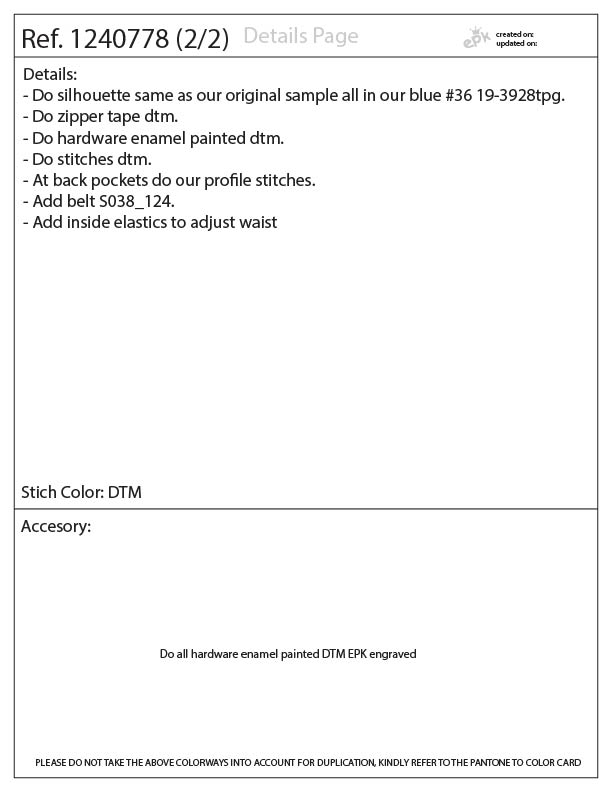 Ref. 1240778 (2/2) Details Page
epk
created on:
updated on:
Details:
- Do silhouette same as our original sample all in our blue #36 19-3928tpg.
- Do zipper tape dtm.
- Do hardware enamel painted dtm.
- Do stitches dtm.
- At back pockets do our profile stitches.
- Add belt S038_124.
- Add inside elastics to adjust waist
Stich Color: DTM
Accesory:
Do all hardware enamel painted DTM EPK engraved
PLEASE DO NOT TAKE THE ABOVE COLORWAYS INTO ACCOUNT FOR DUPLICATION, KINDLY REFER TO THE PANTONE TO COLOR CARD